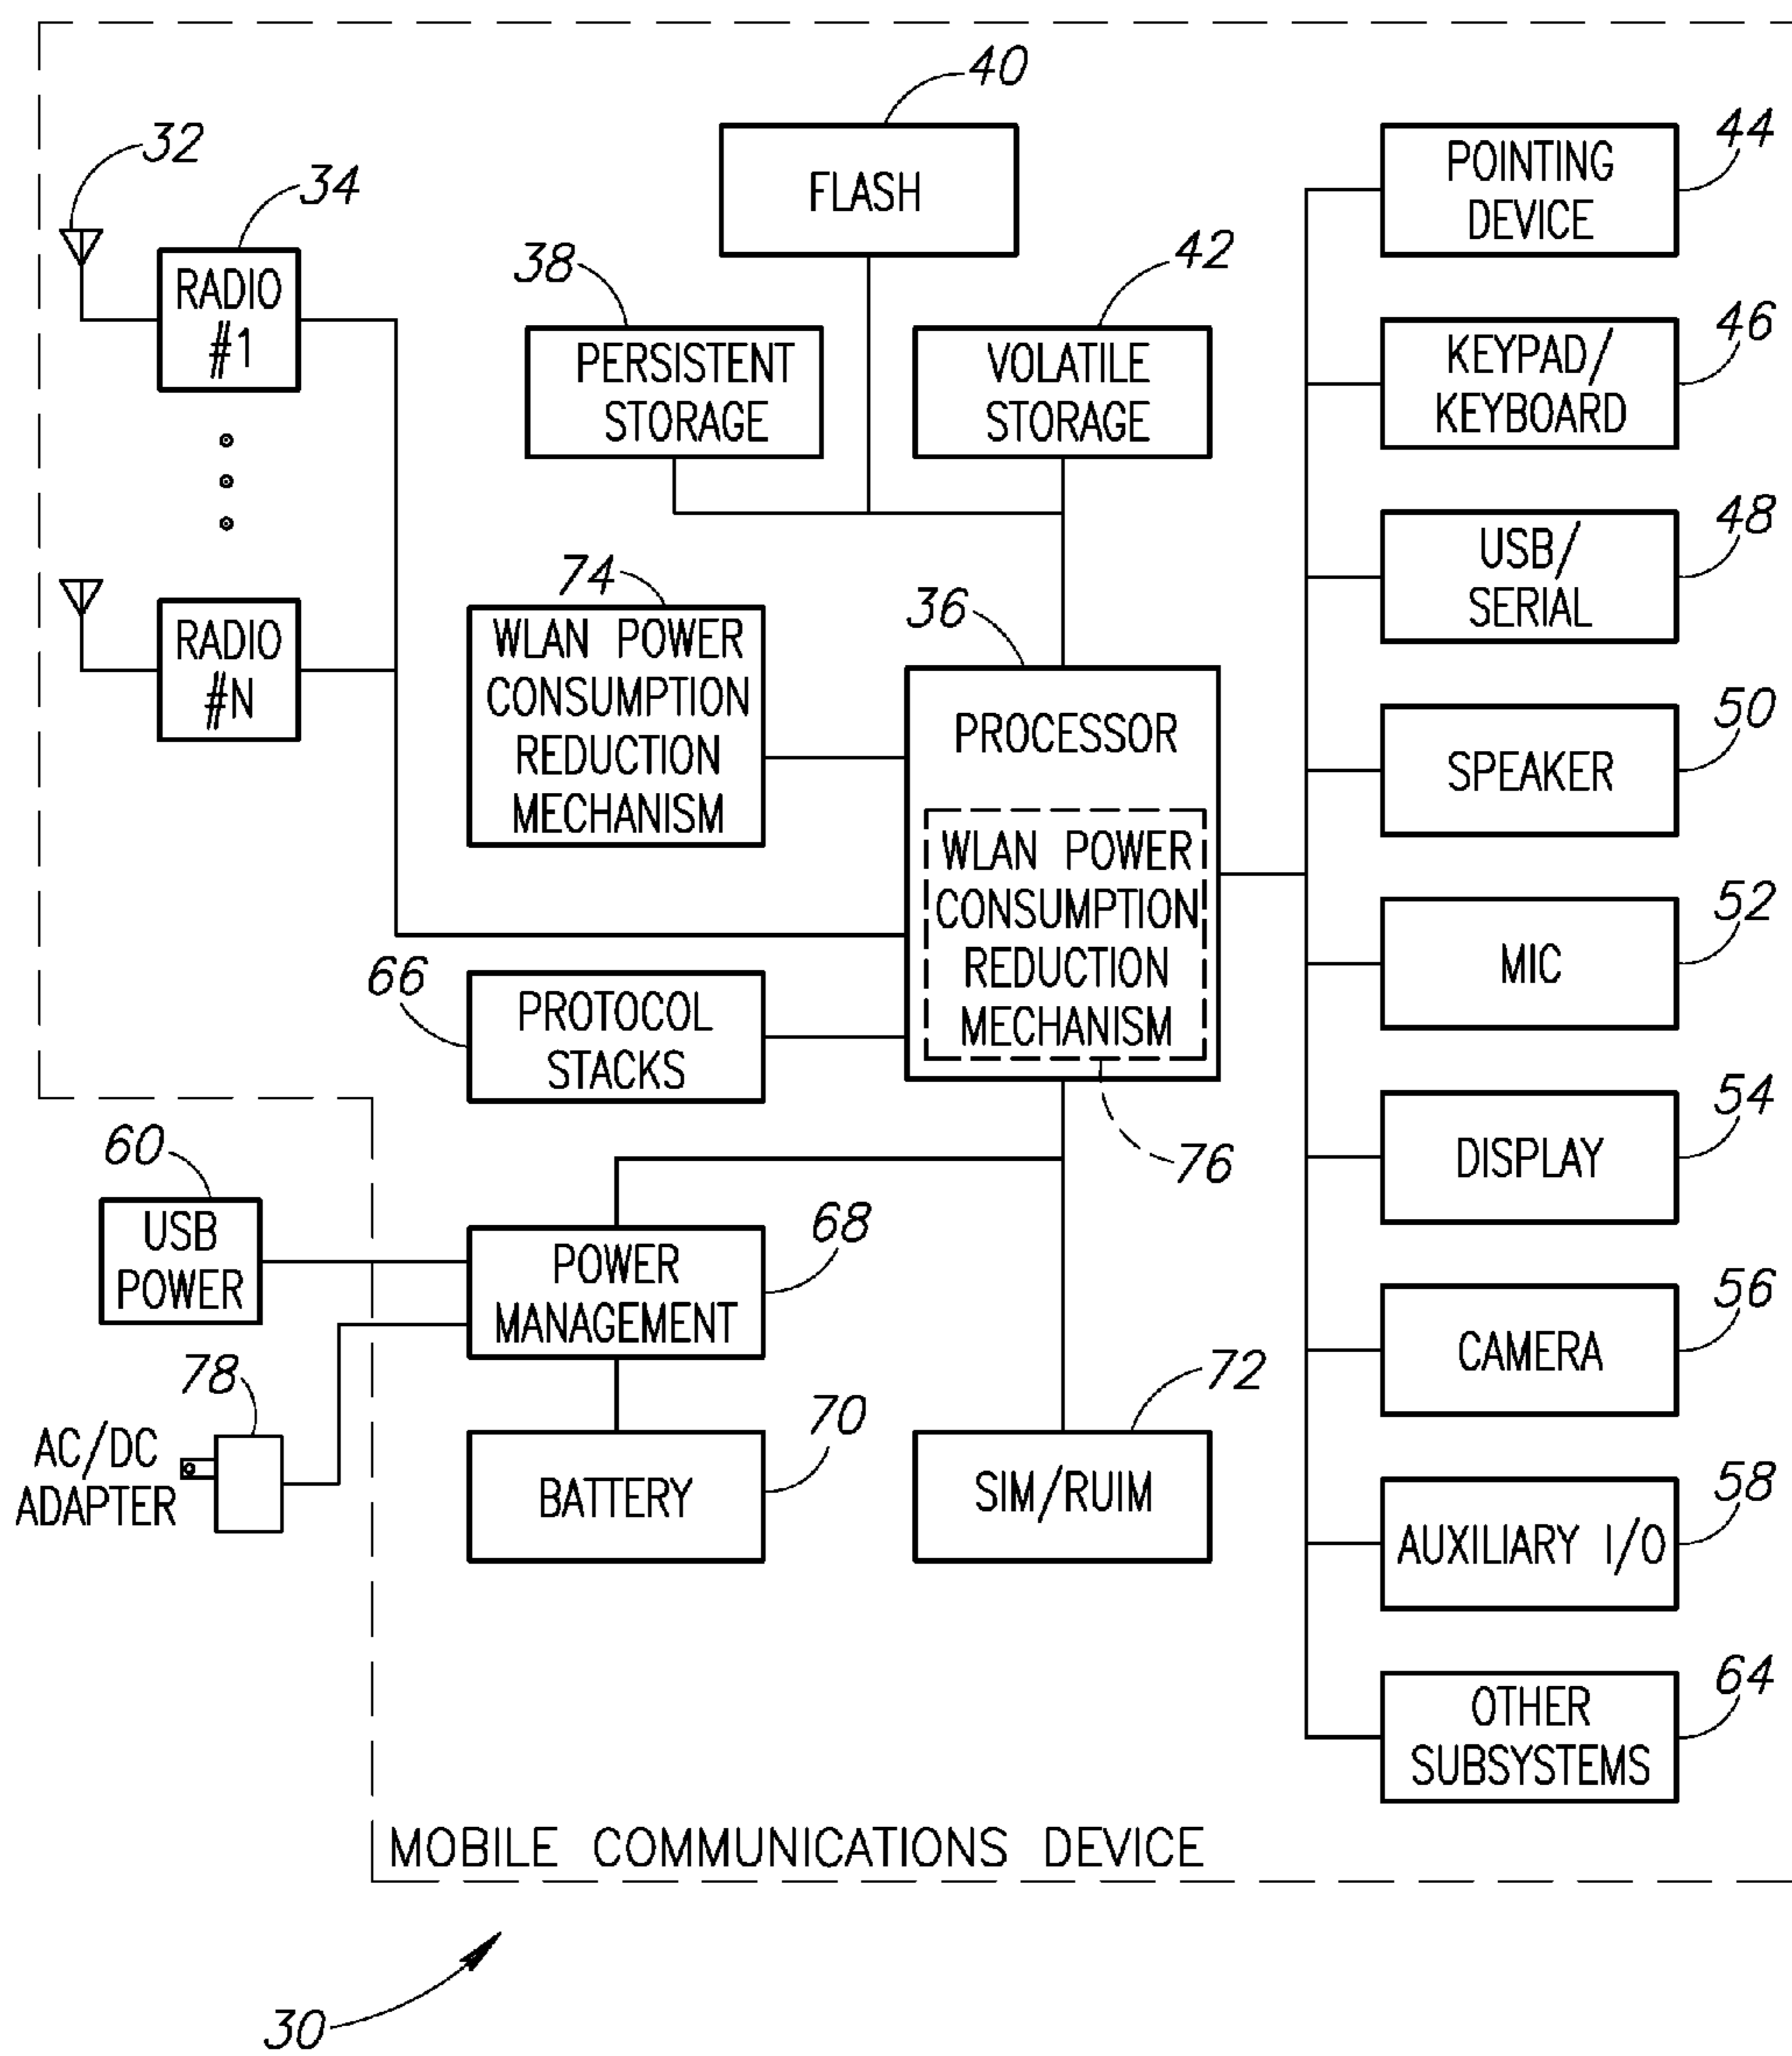 40
FLASH
32
34
RADIO
#1
RADIO
#N
38
PERSISTENT
STORAGE
42
VOLATILE
STORAGE
74
WLAN POWER
CONSUMPTION
REDUCTION
MECHANISM
36
PROCESSOR
WLAN POWER
CONSUMPTION
REDUCTION
MECHANISM
76
66
PROTOCOL
STACKS
60
USB
POWER
68
POWER
MANAGEMENT
78
AC/DC
ADAPTER
70
BATTERY
72
SIM/RUIM
44
POINTING
DEVICE
46
KEYPAD/
KEYBOARD
48
USB/
SERIAL
50
SPEAKER
52
MIC
54
DISPLAY
56
CAMERA
58
AUXILIARY I/O
64
OTHER
SUBSYSTEMS
MOBILE COMMUNICATIONS DEVICE
30